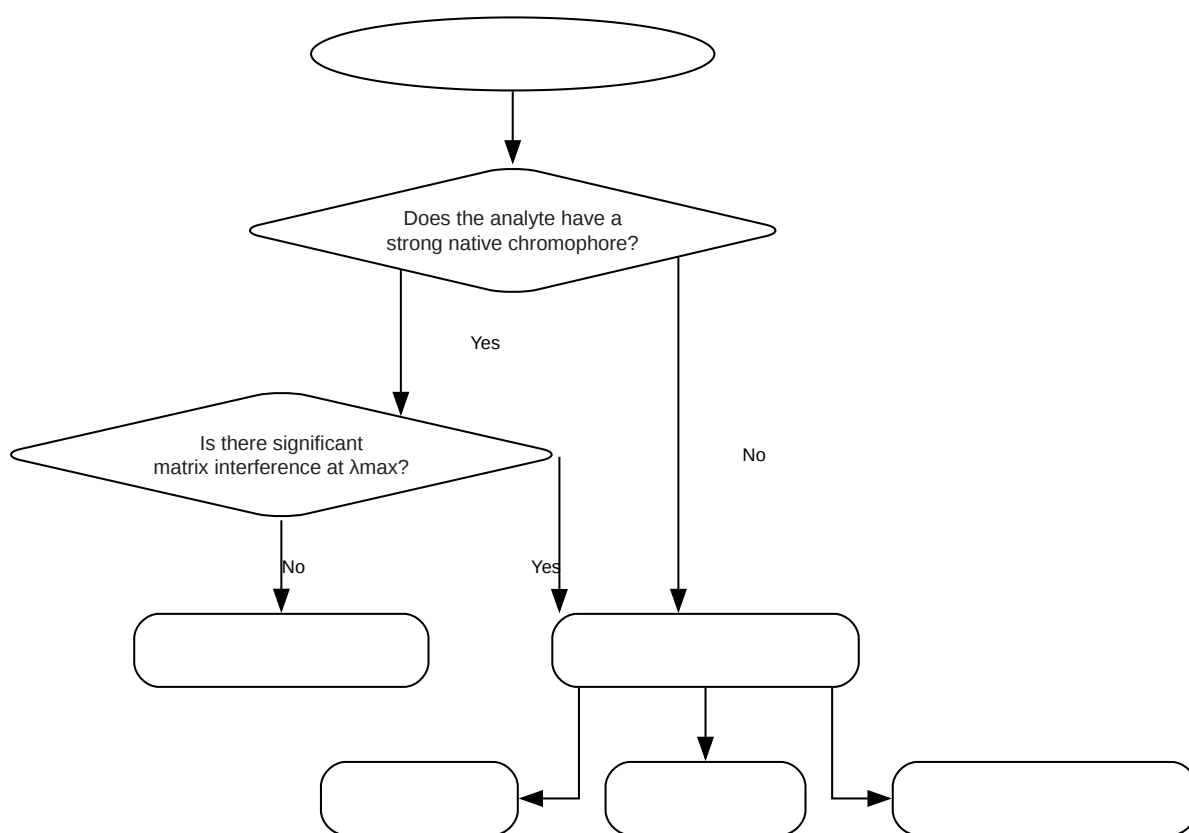 Does the analyte have a
strong native chromophore?
Yes
Is there significant
matrix interference at λmax?
No
No
Yes